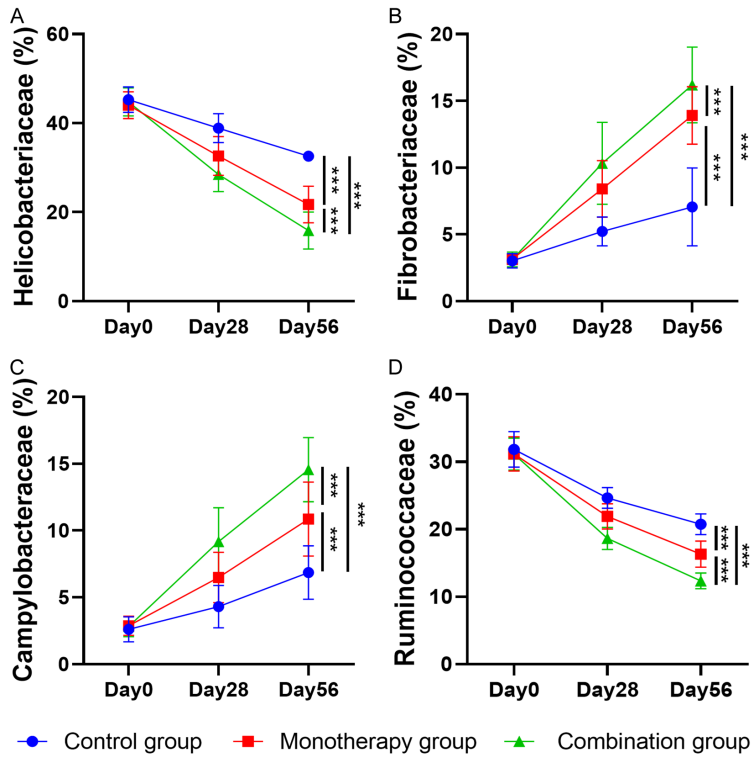 A
Helicobacteriaceae (%)
60
40
20
0
Day0 Day28 Day56
***
***
***
B
Fibrobacteriaceae (%)
20
15
10
5
0
Day0 Day28 Day56
***
***
***
C
Campylobacteraceae (%)
20
15
10
5
0
Day0 Day28 Day56
***
***
***
D
Ruminococcaceae (%)
40
30
20
10
0
Day0 Day28 Day56
***
***
***
Control group Monotherapy group Combination group